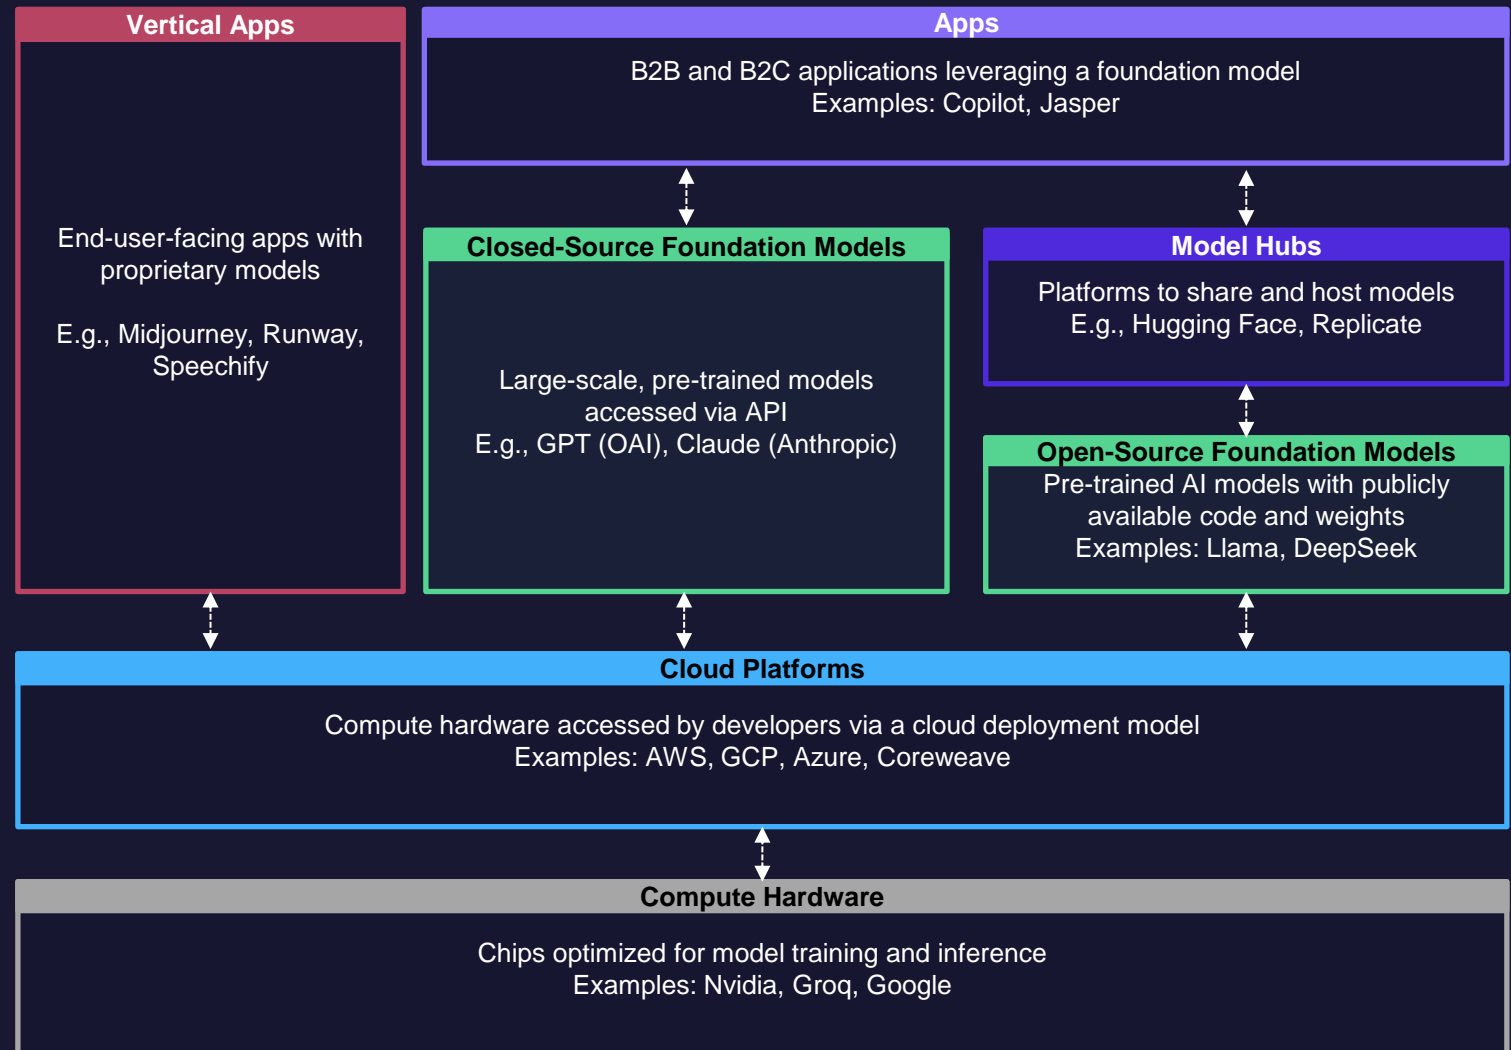 Vertical Apps
End-user-facing apps with
proprietary models
E.g., Midjourney, Runway,
Speechify
Apps
B2B and B2C applications leveraging a foundation model
Examples: Copilot, Jasper
Closed-Source Foundation Models
Large-scale, pre-trained models
accessed via API
E.g., GPT (OAI), Claude (Anthropic)
Model Hubs
Platforms to share and host models
E.g., Hugging Face, Replicate
Open-Source Foundation Models
Pre-trained AI models with publicly
available code and weights
Examples: Llama, DeepSeek
Cloud Platforms
Compute hardware accessed by developers via a cloud deployment model
Examples: AWS, GCP, Azure, Coreweave
Compute Hardware
Chips optimized for model training and inference
Examples: Nvidia, Groq, Google